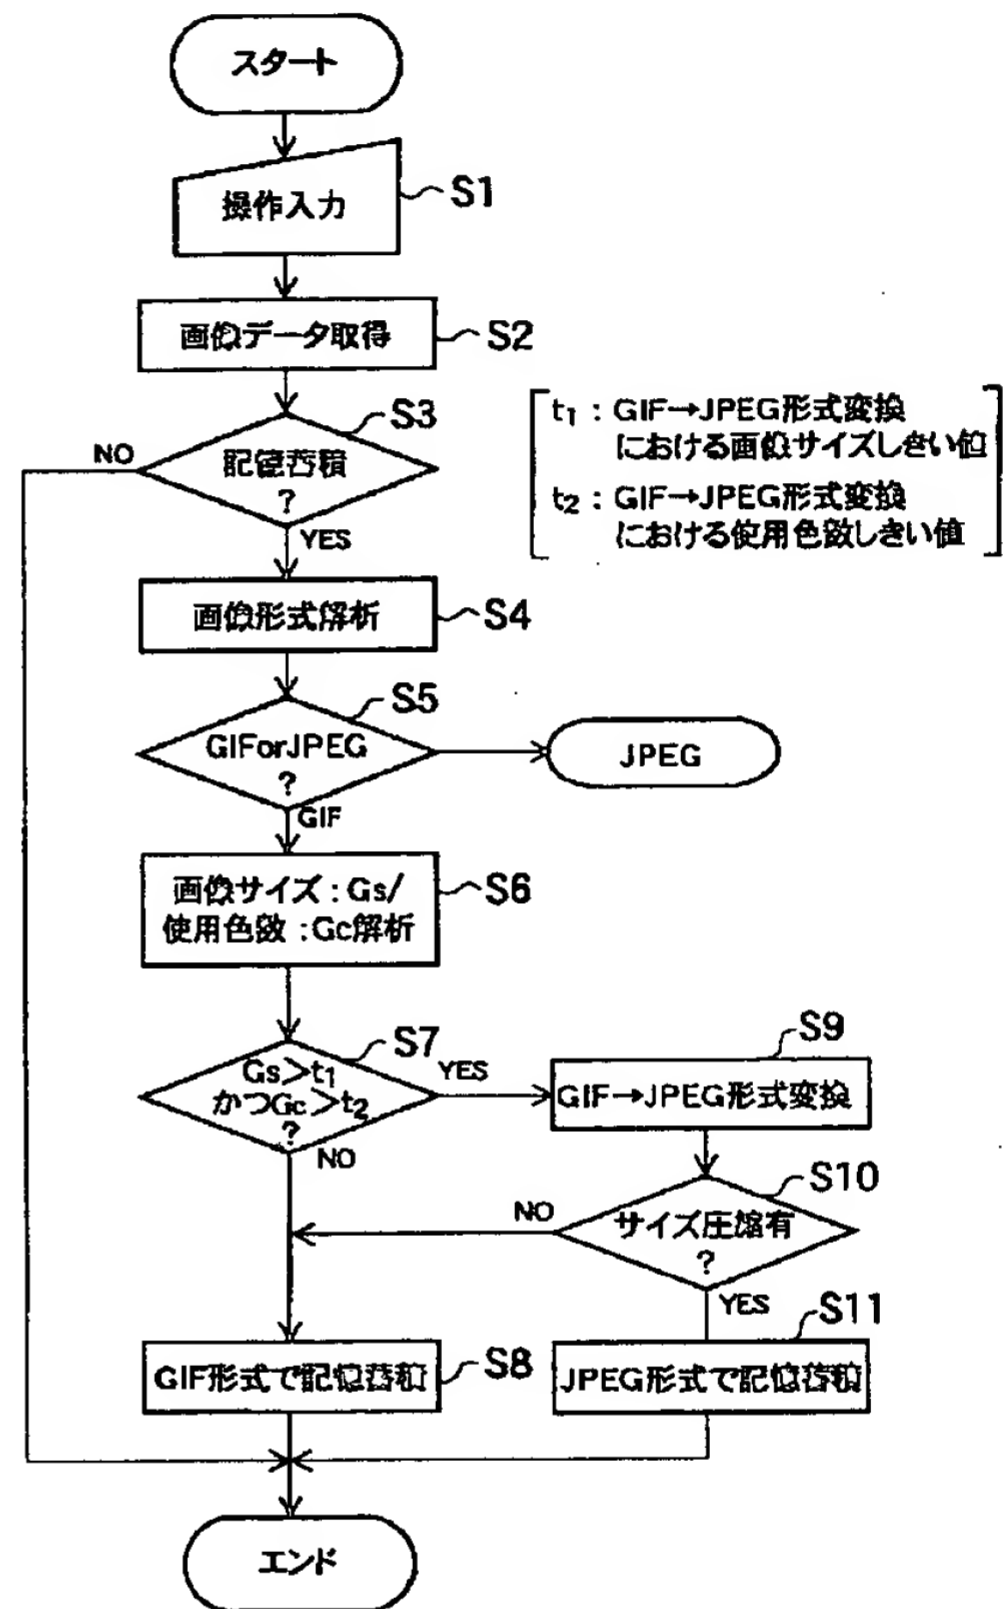 スタート
操作入力
S1
画像データ取得
S2
S3
NO
記憶蓄積
?
YES
t1：GIF→JPEG形式変換
における画像サイズしきい値
t2：GIF→JPEG形式変換
における使用色数しきい値
画像形式解析
S4
S5
GIForJPEG
?
JPEG
GIF
画像サイズ：Gs/
使用色数：Gc解析
S6
S7
Gs>t1
かつGc>t2
?
YES
NO
S9
GIF→JPEG形式変換
S10
NO
サイズ圧縮有
?
YES
S11
GIF形式で記憶蓄積
S8
JPEG形式で記憶蓄積
エンド